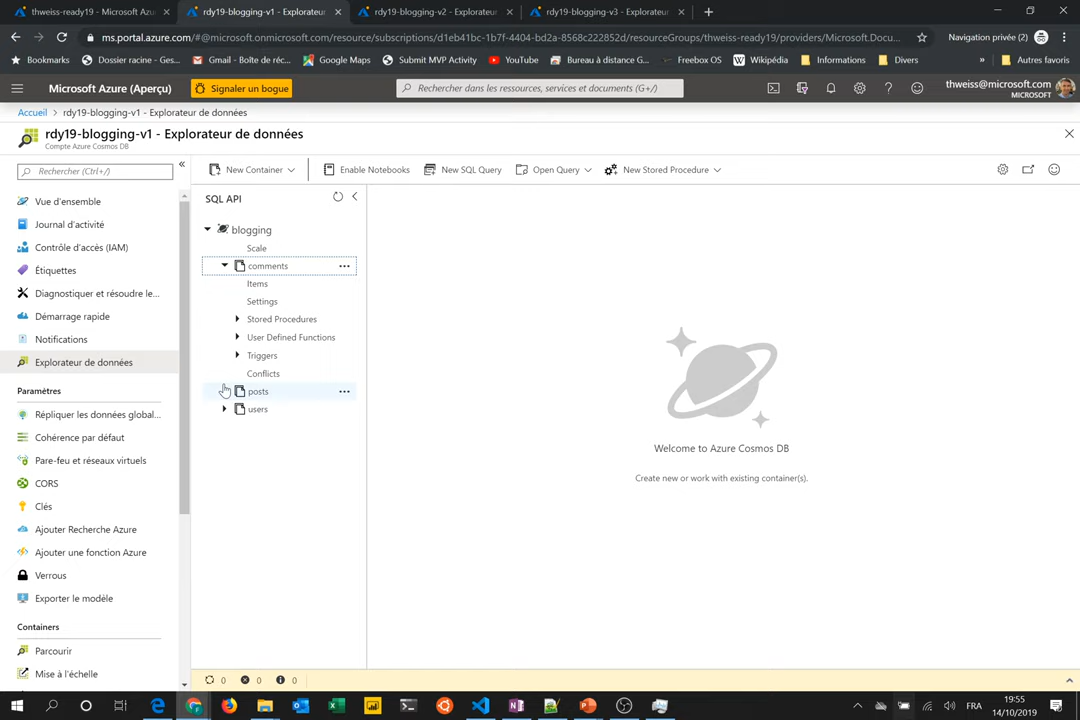 thweiss-ready19 - Microsoft Azu
rdy19-blogging-v1 - Explorateur
rdy19-blogging-v2 - Explorateur
rdy19-blogging-v3 - Explorateur
ms.portal.azure.com/#@microsoft.onmicrosoft.com/resource/subscriptions/d1eb41bc-1b7f-4404-bd2a-8568c222852d/resourceGroups/thweiss-ready19/providers/Microsoft.Docu...
Navigation privée (2)
Bookmarks
Dossier racine - Ges...
Gmail - Boîte de réc...
Google Maps
Submit MVP Activity
YouTube
Bureau à distance G...
Freebox OS
Wikipédia
Informations
Divers
»
Autres favoris
Microsoft Azure (Aperçu)
Signaler un bogue
Rechercher dans les ressources, services et documents (G+/)
thweiss@microsoft.com
MICROSOFT
Accueil > rdy19-blogging-v1 - Explorateur de données
rdy19-blogging-v1 - Explorateur de données
Compte Azure Cosmos DB
Rechercher (Ctrl+/)
«
Vue d'ensemble
Journal d'activité
Contrôle d'accès (IAM)
Étiquettes
Diagnostiquer et résoudre le...
Démarrage rapide
Notifications
Explorateur de données
Paramètres
Répliquer les données global...
Cohérence par défaut
Pare-feu et réseaux virtuels
CORS
Clés
Ajouter Recherche Azure
Ajouter une fonction Azure
Verrous
Exporter le modèle
Containers
Parcourir
Mise à l'échelle
New Container
Enable Notebooks
New SQL Query
Open Query
New Stored Procedure
SQL API
blogging
Scale
comments
Items
Settings
Stored Procedures
User Defined Functions
Triggers
Conflicts
posts
users
Welcome to Azure Cosmos DB
Create new or work with existing container(s).
0
0
0
FRA
19:55
14/10/2019